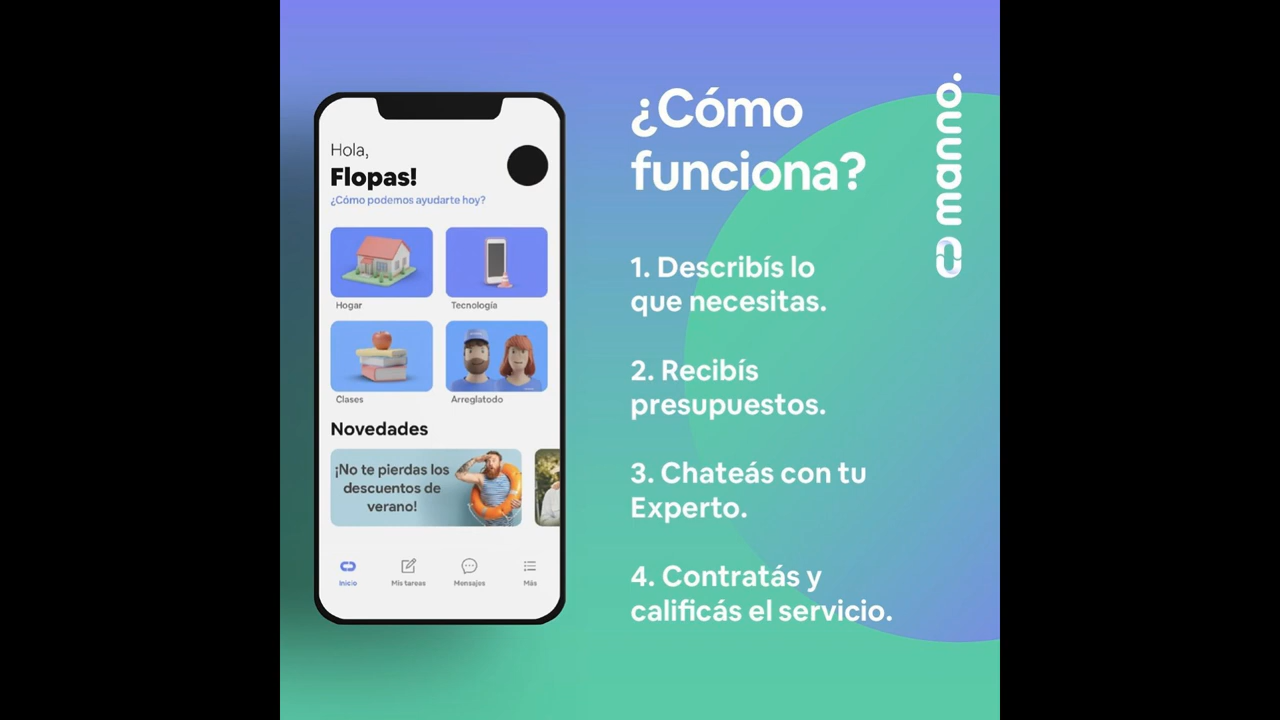 Hola,
Flopas!
¿Cómo podemos ayudarte hoy?
Hogar
Tecnología
Clases
Arreglatodo
Novedades
¡No te pierdas los
descuentos de
verano!
Inicio
Mis tareas
Mensajes
Más
¿Cómo
funciona?
1. Describís lo
que necesitas.
2. Recibís
presupuestos.
3. Chateás con tu
Experto.
4. Contratás y
calificás el servicio.
manno.